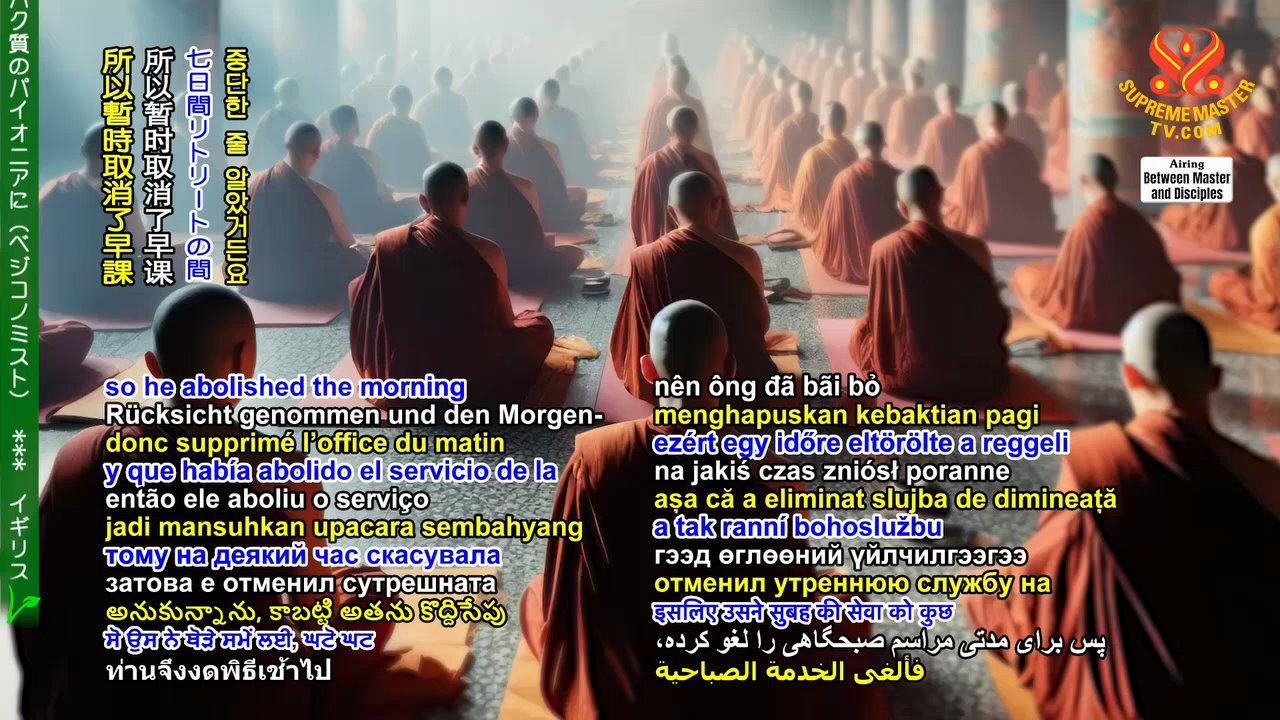 ハク質のパイオニアに（ベジコノミスト） *** イギリス
所以暫時取消了早課
所以暂时取消了早课
七日間リトリートの間
중단한 줄 알았거든요
SUPREME MASTER
TV.COM
Airing
Between Master
and Disciples
so he abolished the morning
Rücksicht genommen und den Morgen-
donc supprimé l’office du matin
y que había abolido el servicio de la
então ele aboliu o serviço
jadi mansuhkan upacara sembahyang
тому на деякий час скасувала
затова е отменил сутрешната
అనుకున్నాను, కాబట్టి అతను కొద్దిసేపు
ਸੋ ਉਸ ਨੇ ਥੋੜੇ ਸਮੇਂ ਲਈ, ਘਟੋ ਘਟ
ท่านจึงงดพิธีเช้าไป
nên ông đã bãi bỏ
menghapuskan kebaktian pagi
ezért egy időre eltörölte a reggeli
na jakiś czas zniósł poranne
așa că a eliminat slujba de dimineață
a tak ranní bohoslužbu
гээд өглөөний үйлчилгээгээ
отменил утреннюю службу на
इसलिए उसने सुबह की सेवा को कुछ
پس برای مدتی مراسم صبحگاهی را لغو کرده،
فألغى الخدمة الصباحية